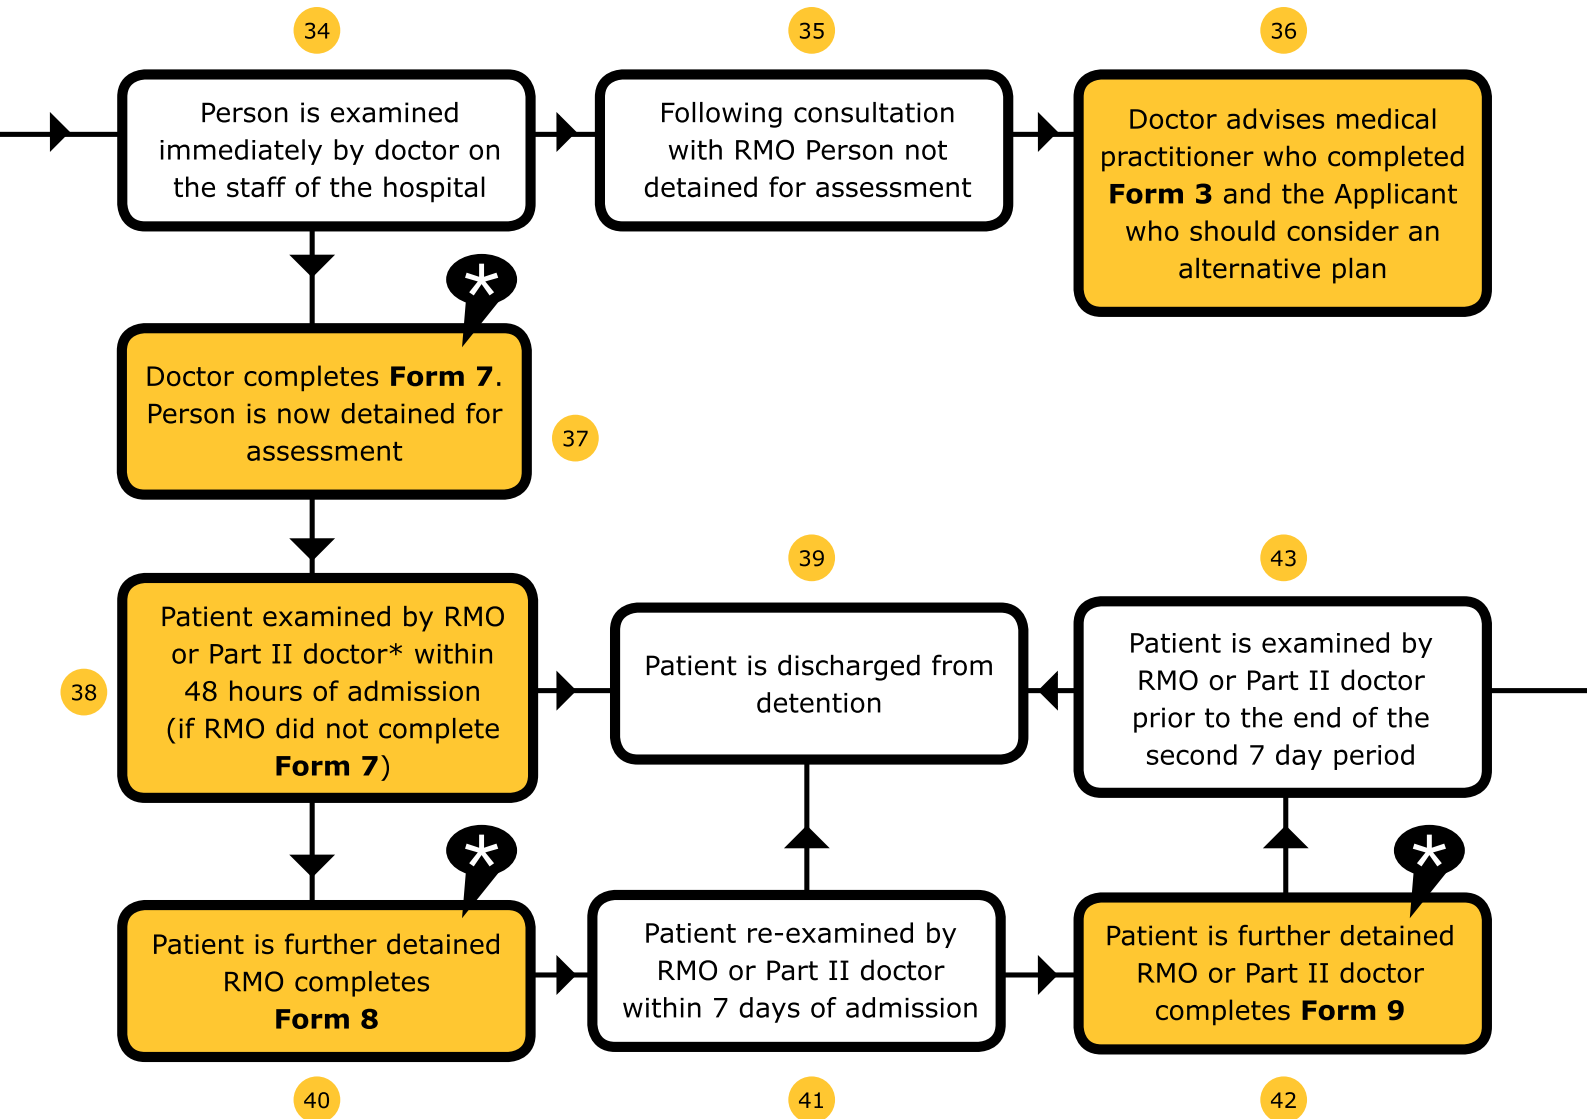 34
Person is examined
immediately by doctor on
the staff of the hospital
35
Following consultation
with RMO Person not
detained for assessment
36
Doctor advises medical
practitioner who completed
Form 3 and the Applicant
who should consider an
alternative plan
*
Doctor completes Form 7.
Person is now detained for
assessment
37
38
Patient examined by RMO
or Part II doctor* within
48 hours of admission
(if RMO did not complete
Form 7)
39
Patient is discharged from
detention
43
Patient is examined by
RMO or Part II doctor
prior to the end of the
second 7 day period
*
Patient is further detained
RMO completes
Form 8
40
Patient re-examined by
RMO or Part II doctor
within 7 days of admission
41
*
Patient is further detained
RMO or Part II doctor
completes Form 9
42